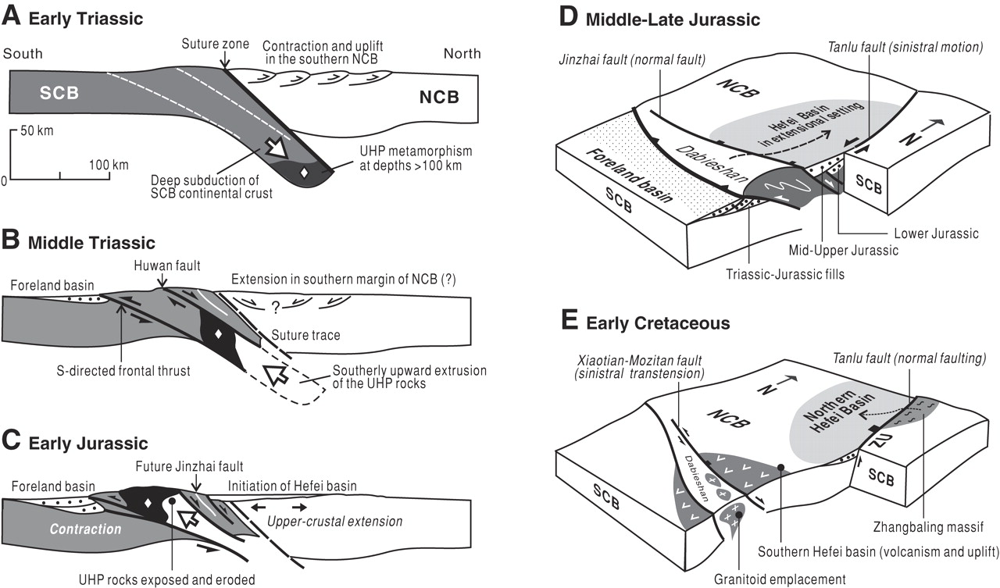 A Early Triassic
South
Suture zone
Contraction and uplift
in the southern NCB
North
SCB
NCB
50 km
100 km
0
UHP metamorphism
at depths >100 km
Deep subduction of
SCB continental crust
B Middle Triassic
Huwan fault
Foreland basin
Extension in southern margin of NCB (?)
?
Suture trace
S-directed frontal thrust
Southerly upward extrusion
of the UHP rocks
C Early Jurassic
Future Jinzhai fault
Foreland basin
Initiation of Hefei basin
Upper-crustal extension
Contraction
UHP rocks exposed and eroded
D Middle-Late Jurassic
Jinzhai fault (normal fault)
Tanlu fault (sinistral motion)
NCB
Hefei Basin
in extensional setting
N
Dabieshan
Foreland basin
SCB
SCB
Lower Jurassic
Mid-Upper Jurassic
Triassic-Jurassic fills
E Early Cretaceous
Xiaotian-Mozitan fault
(sinistral transtension)
Tanlu fault (normal faulting)
N
NCB
Northern
Hefei Basin
ZU
Dabieshan
SCB
SCB
Zhangbaling massif
Southern Hefei basin (volcanism and uplift)
Granitoid emplacement